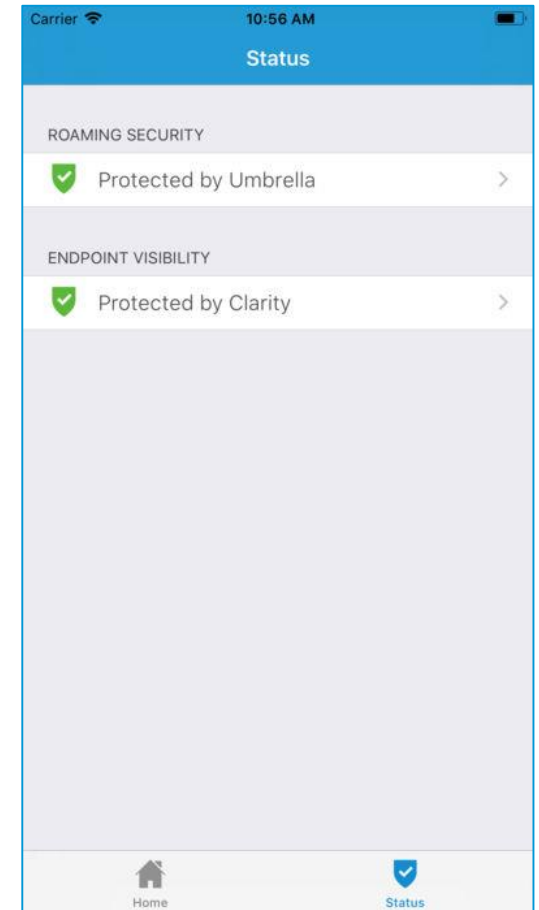 Carrier 10:56 AM
Status
ROAMING SECURITY
Protected by Umbrella
ENDPOINT VISIBILITY
Protected by Clarity
Home Status